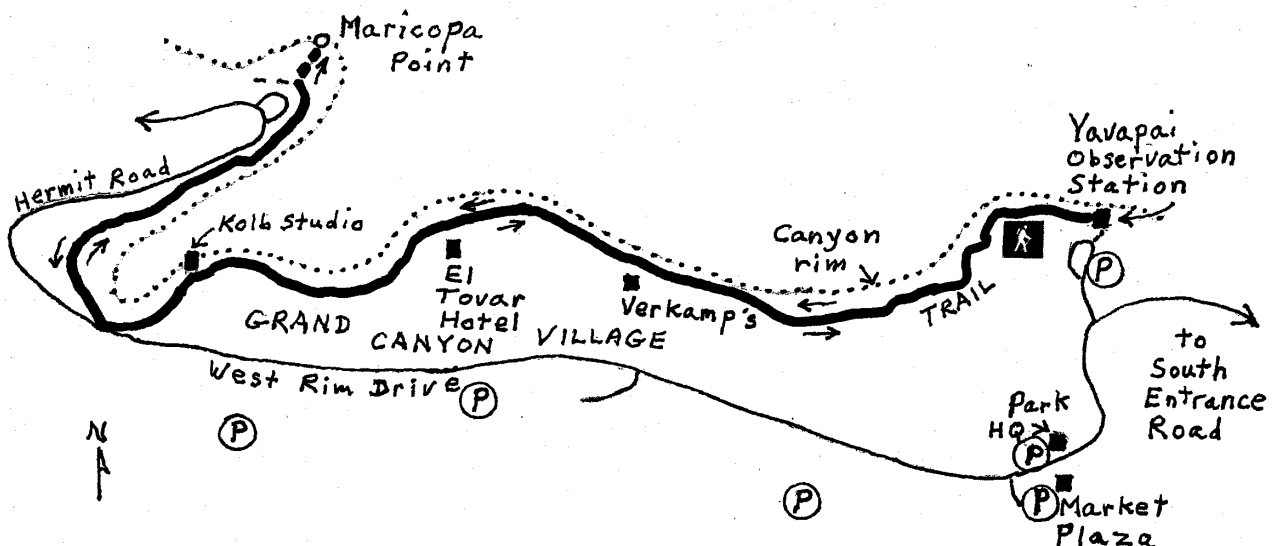 Maricopa
Point
Hermit Road
Kolb Studio
Yavapai
Observation
Station
Canyon
rim
TRAIL
P
El
Tovar
Hotel
Verkamp's
GRAND
CANYON
VILLAGE
West Rim Drive
P
P
P
to
South
Entrance
Road
Park
HQ
P
P
Market
Plaza
N